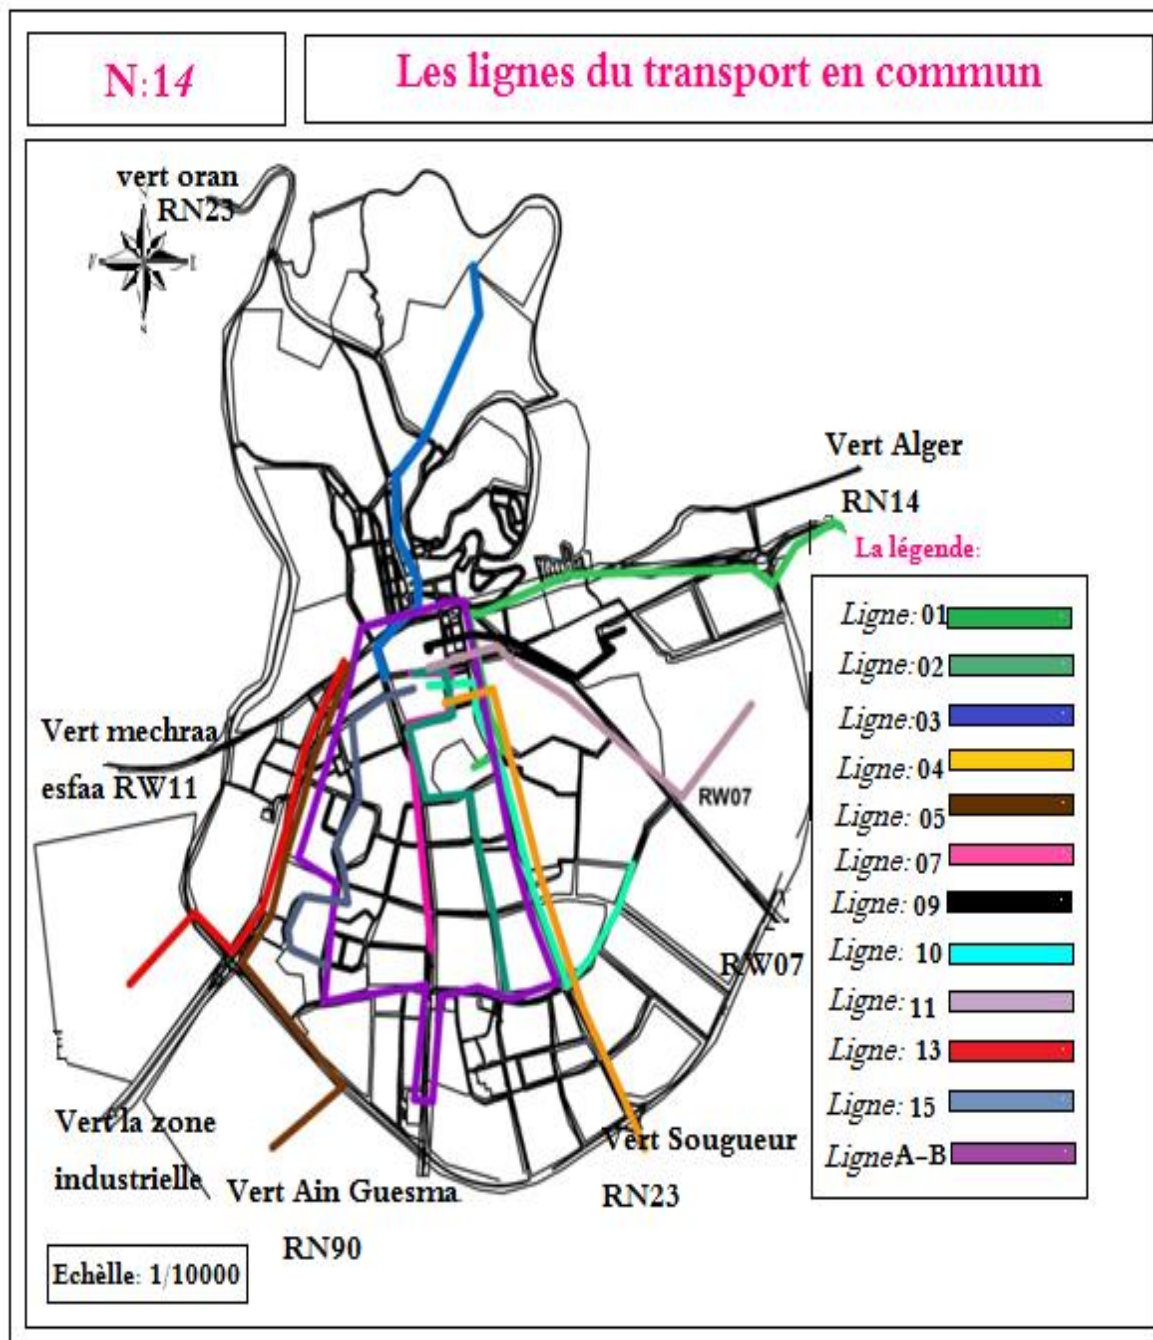 N:14
Les lignes du transport en commun
vert oran
RN23
Vert Alger
RN14
La légende:
Ligne: 01
Ligne: 02
Ligne: 03
Ligne: 04
Ligne: 05
Ligne: 07
Ligne: 09
Ligne: 10
Ligne: 11
Ligne: 13
Ligne: 15
Ligne A-B
Vert mechraa
esfaa RW11
RW07
RW07
Vert la zone
industrielle
Vert Ain Guesma
RN90
Vert Sougueur
RN23
Echèlle: 1/10000